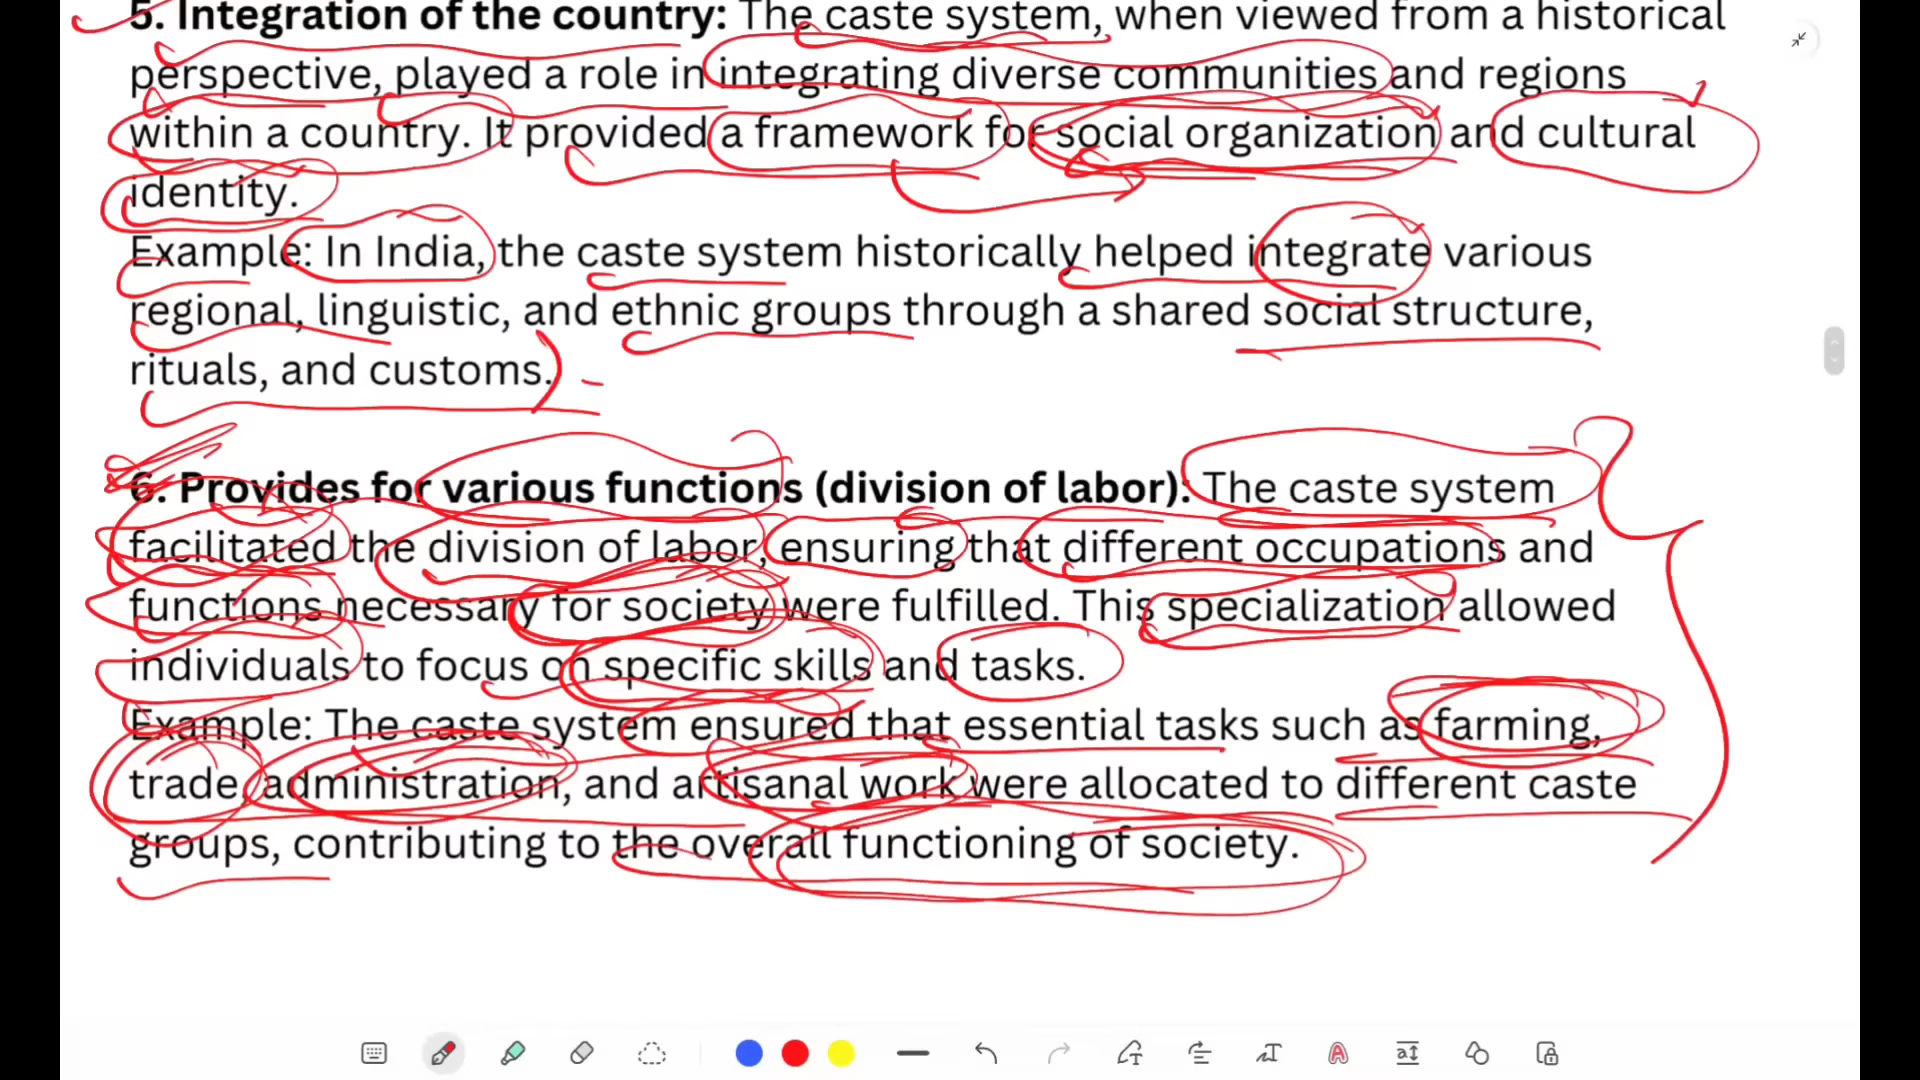 5. Integration of the country: The caste system, when viewed from a historical
perspective, played a role in integrating diverse communities and regions
within a country. It provided a framework for social organization and cultural
identity.
Example: In India, the caste system historically helped integrate various
regional, linguistic, and ethnic groups through a shared social structure,
rituals, and customs.
6. Provides for various functions (division of labor): The caste system
facilitated the division of labor, ensuring that different occupations and
functions necessary for society were fulfilled. This specialization allowed
individuals to focus on specific skills and tasks.
Example: The caste system ensured that essential tasks such as farming,
trade, administration, and artisanal work were allocated to different caste
groups, contributing to the overall functioning of society.